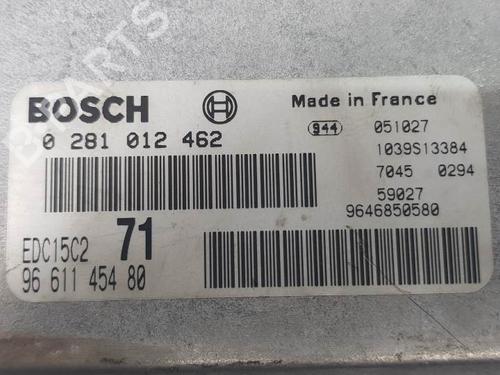 BOSCH
Made in France
0 281 012 462
944 051027
1039S13384
7045 0294
59027
9646850580
EDC15C2 71
96 611 454 80